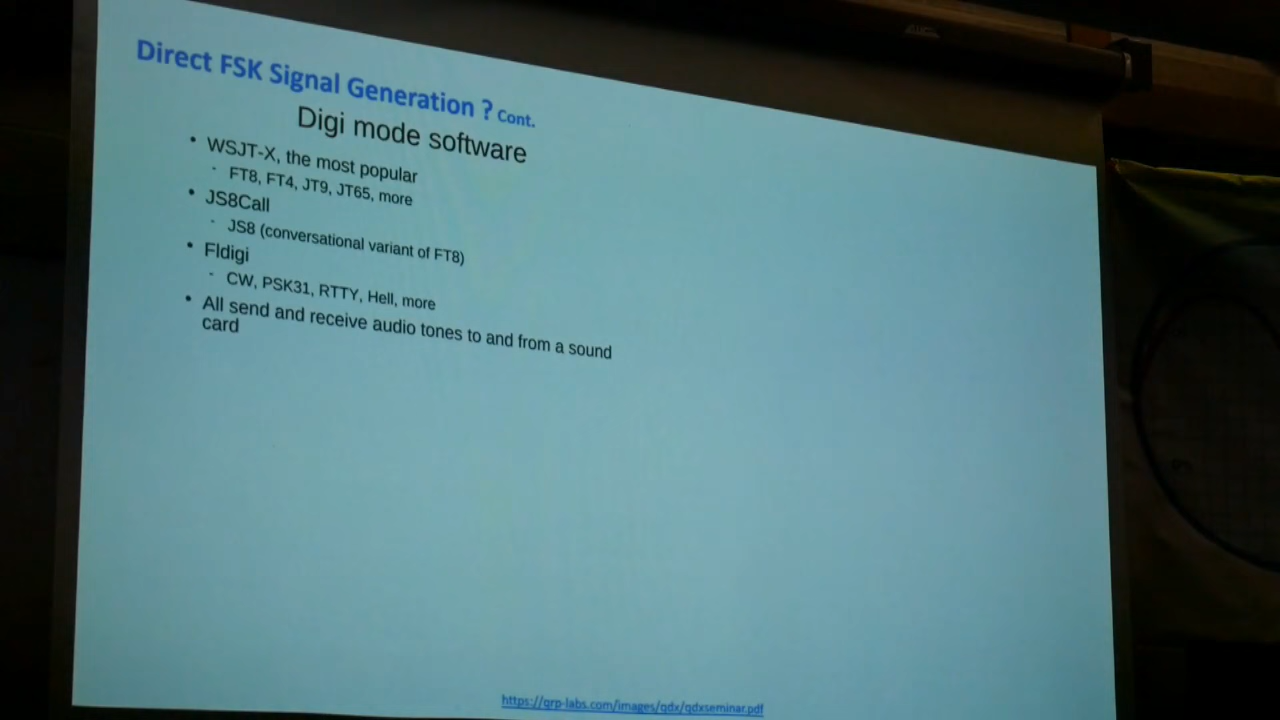 Direct FSK Signal Generation ? Cont.
Digi mode software
• WSJT-X, the most popular
- FT8, FT4, JT9, JT65, more
• JS8Call
- JS8 (conversational variant of FT8)
• Fldigi
- CW, PSK31, RTTY, Hell, more
• All send and receive audio tones to and from a sound
card
https://qrp-labs.com/images/qdx/qdxseminar.pdf